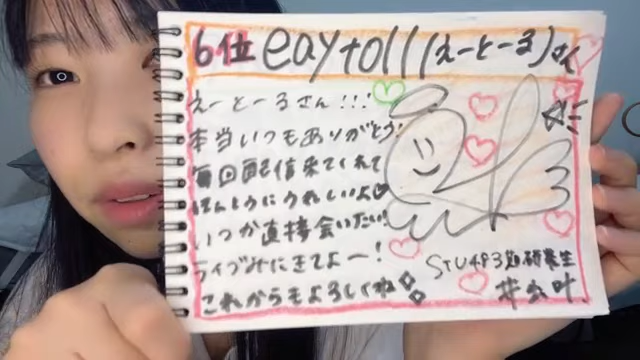 6位 eaytolll(えーとーる)さん
えーとーるさん!!!
本当いつもありがとう!
毎回配信来てくれて
ほんとうにうれしいよ
いつか直接会いたい!
ライブみにきてよー!
これからもよろしくね
STU48 3期研究生